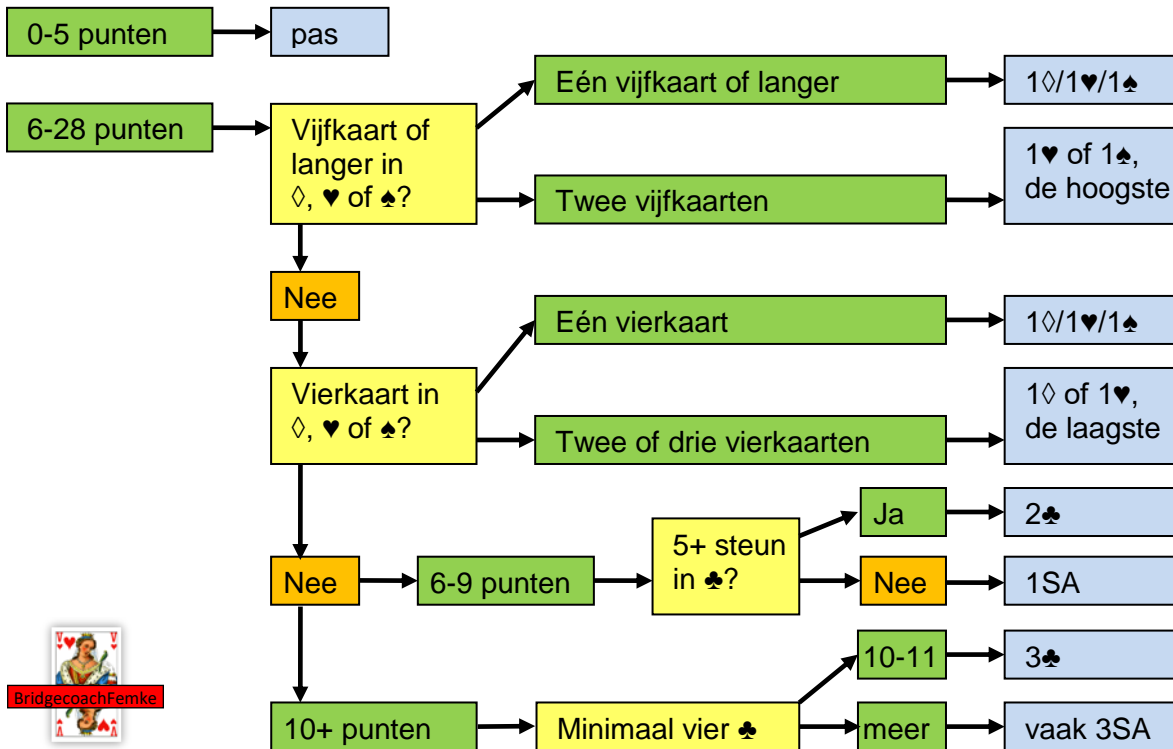 0-5 punten
pas
Eén vijfkaart of langer
1◊/1♥/1♠
6-28 punten
Vijfkaart of
langer in
◊, ♥ of ♠?
Twee vijfkaarten
1♥ of 1♠,
de hoogste
Nee
Eén vierkaart
1◊/1♥/1♠
Vierkaart in
◊, ♥ of ♠?
Twee of drie vierkaarten
1◊ of 1♥,
de laagste
Nee
6-9 punten
5+ steun
in ♣?
Ja
2♣
Nee
1SA
10+ punten
Minimaal vier ♣
10-11
3♣
meer
vaak 3SA
V
V
BridgecoachFemke